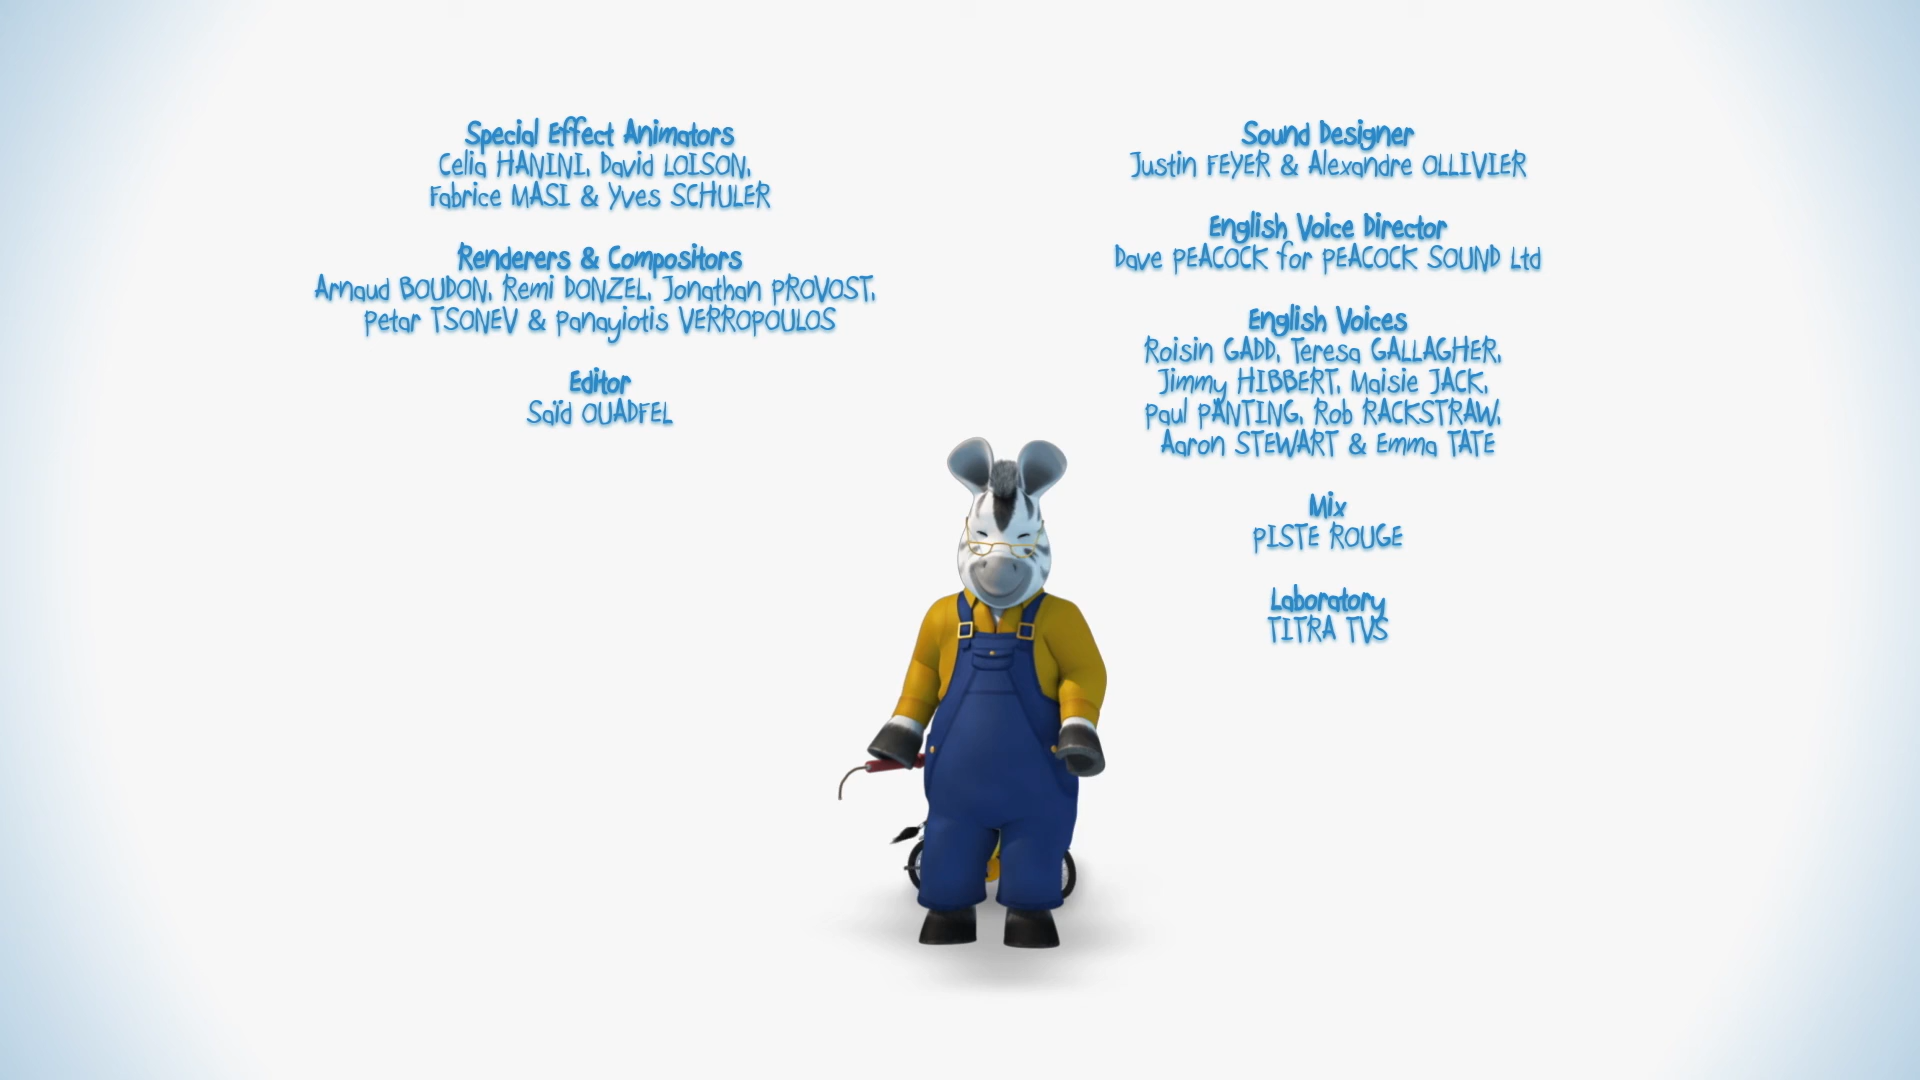 Special Effect Animators
Celia HANINI, David LOISON,
Fabrice MASI & Yves SCHULER
Renderers & Compositors
Arnaud BOUDON, Remi DONZEL, Jonathan PROVOST,
Petar TSONEV & Panayiotis VERROPOULOS
Editor
Saïd OUADFEL
Sound Designer
Justin FEYER & Alexandre OLLIVIER
English Voice Director
Dave PEACOCK for PEACOCK SOUND Ltd
English Voices
Roisin GADD, Teresa GALLAGHER,
Jimmy HIBBERT, Maisie JACK,
Paul PANTING, Rob RACKSTRAW,
Aaron STEWART & Emma TATE
Mix
PISTE ROUGE
Laboratory
TITRA TVS